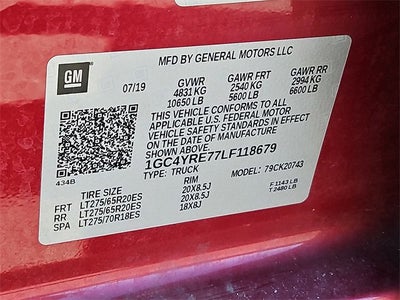 GM
MFD BY GENERAL MOTORS LLC
07/19 GVWR GAWR FRT GAWR RR
4831 KG 2540 KG 2994 KG
10650 LB 5600 LB 6600 LB
THIS VEHICLE CONFORMS TO ALL
APPLICABLE U.S. FEDERAL MOTOR
VEHICLE SAFETY STANDARDS IN EFFECT
ON THE DATE OF MANUFACTURE
SHOWN ABOVE.
1GC4YRE77LF118679
434B
TYPE: TRUCK MODEL: 79CK20743
TIRE SIZE RIM
FRT LT275/65R20ES 20X8.5J F 1143 LB
RR LT275/65R20ES 20X8.5J T 2480 LB
SPA LT275/70R18ES 18X8J